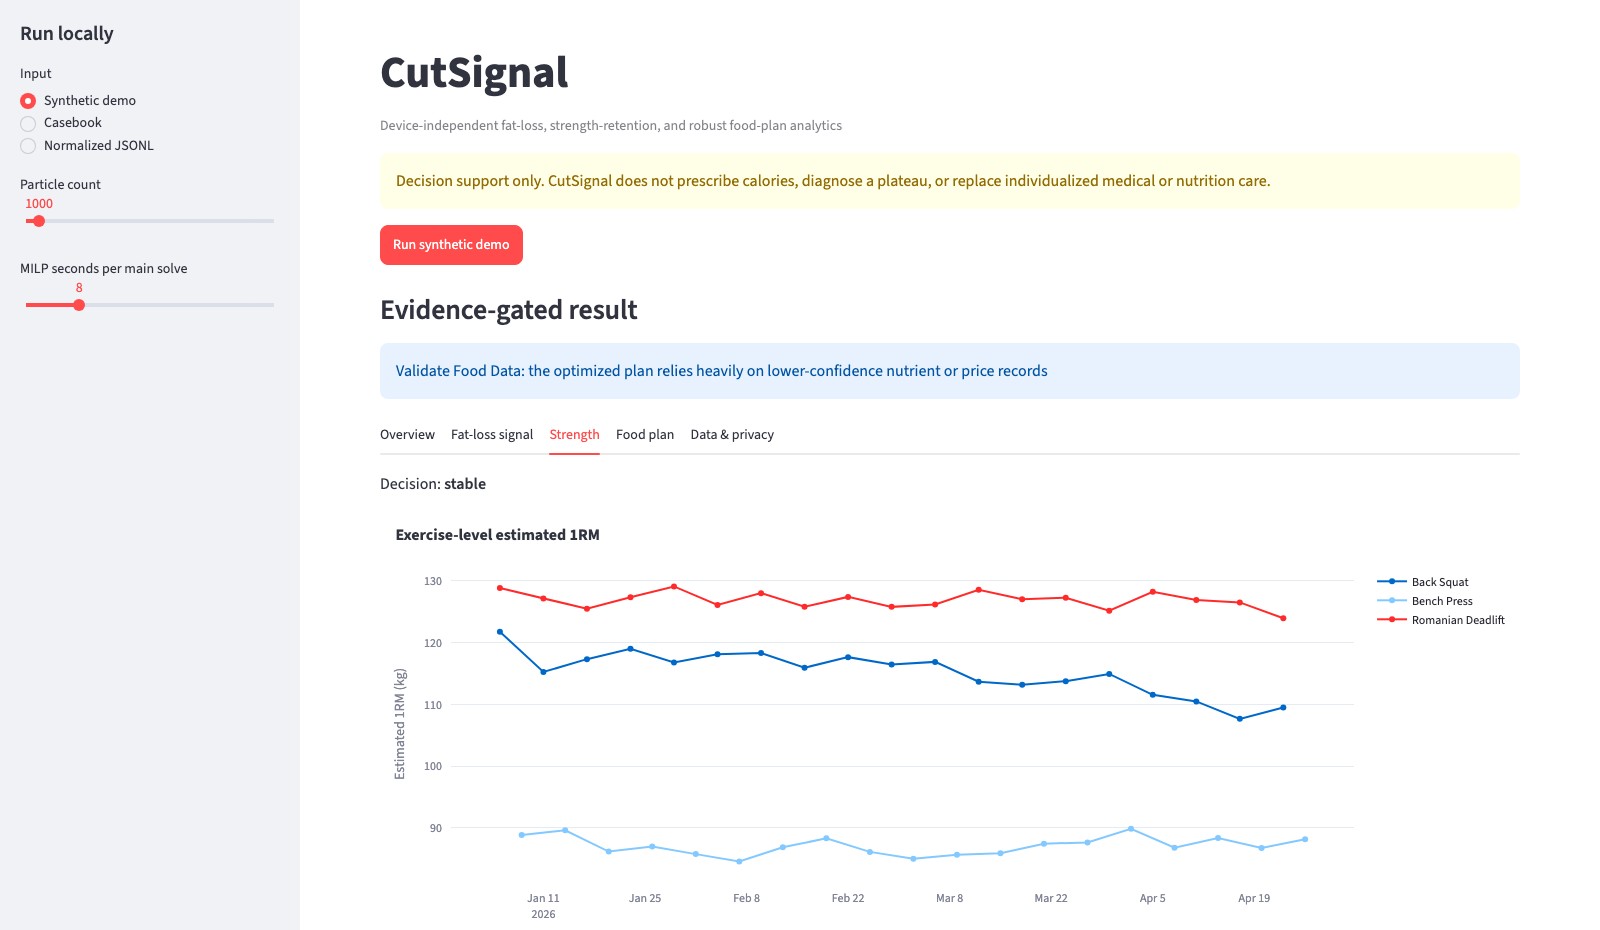 Run locally
Input
Synthetic demo
Casebook
Normalized JSONL
Particle count
1000
MILP seconds per main solve
8
CutSignal
Device-independent fat-loss, strength-retention, and robust food-plan analytics
Decision support only. CutSignal does not prescribe calories, diagnose a plateau, or replace individualized medical or nutrition care.
Run synthetic demo
Evidence-gated result
Validate Food Data: the optimized plan relies heavily on lower-confidence nutrient or price records
Overview Fat-loss signal Strength Food plan Data & privacy
Decision: stable
Exercise-level estimated 1RM
Estimated 1RM (kg)
130
120
110
100
90
Jan 11 Jan 25 Feb 8 Feb 22 Mar 8 Mar 22 Apr 5 Apr 19
2026
Back Squat
Bench Press
Romanian Deadlift